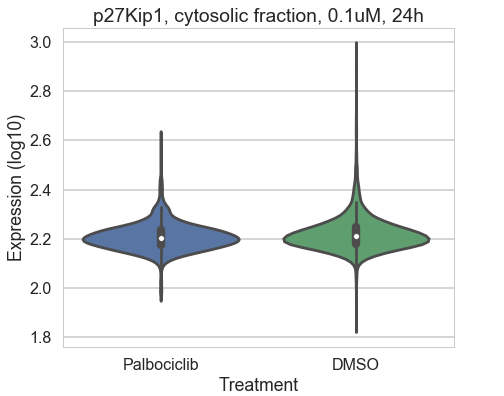 p27Kip1, cytosolic fraction, 0.1uM, 24h
3.0
2.8
2.6
2.4
2.2
2.0
1.8
Expression (log10)
Palbociclib
DMSO
Treatment